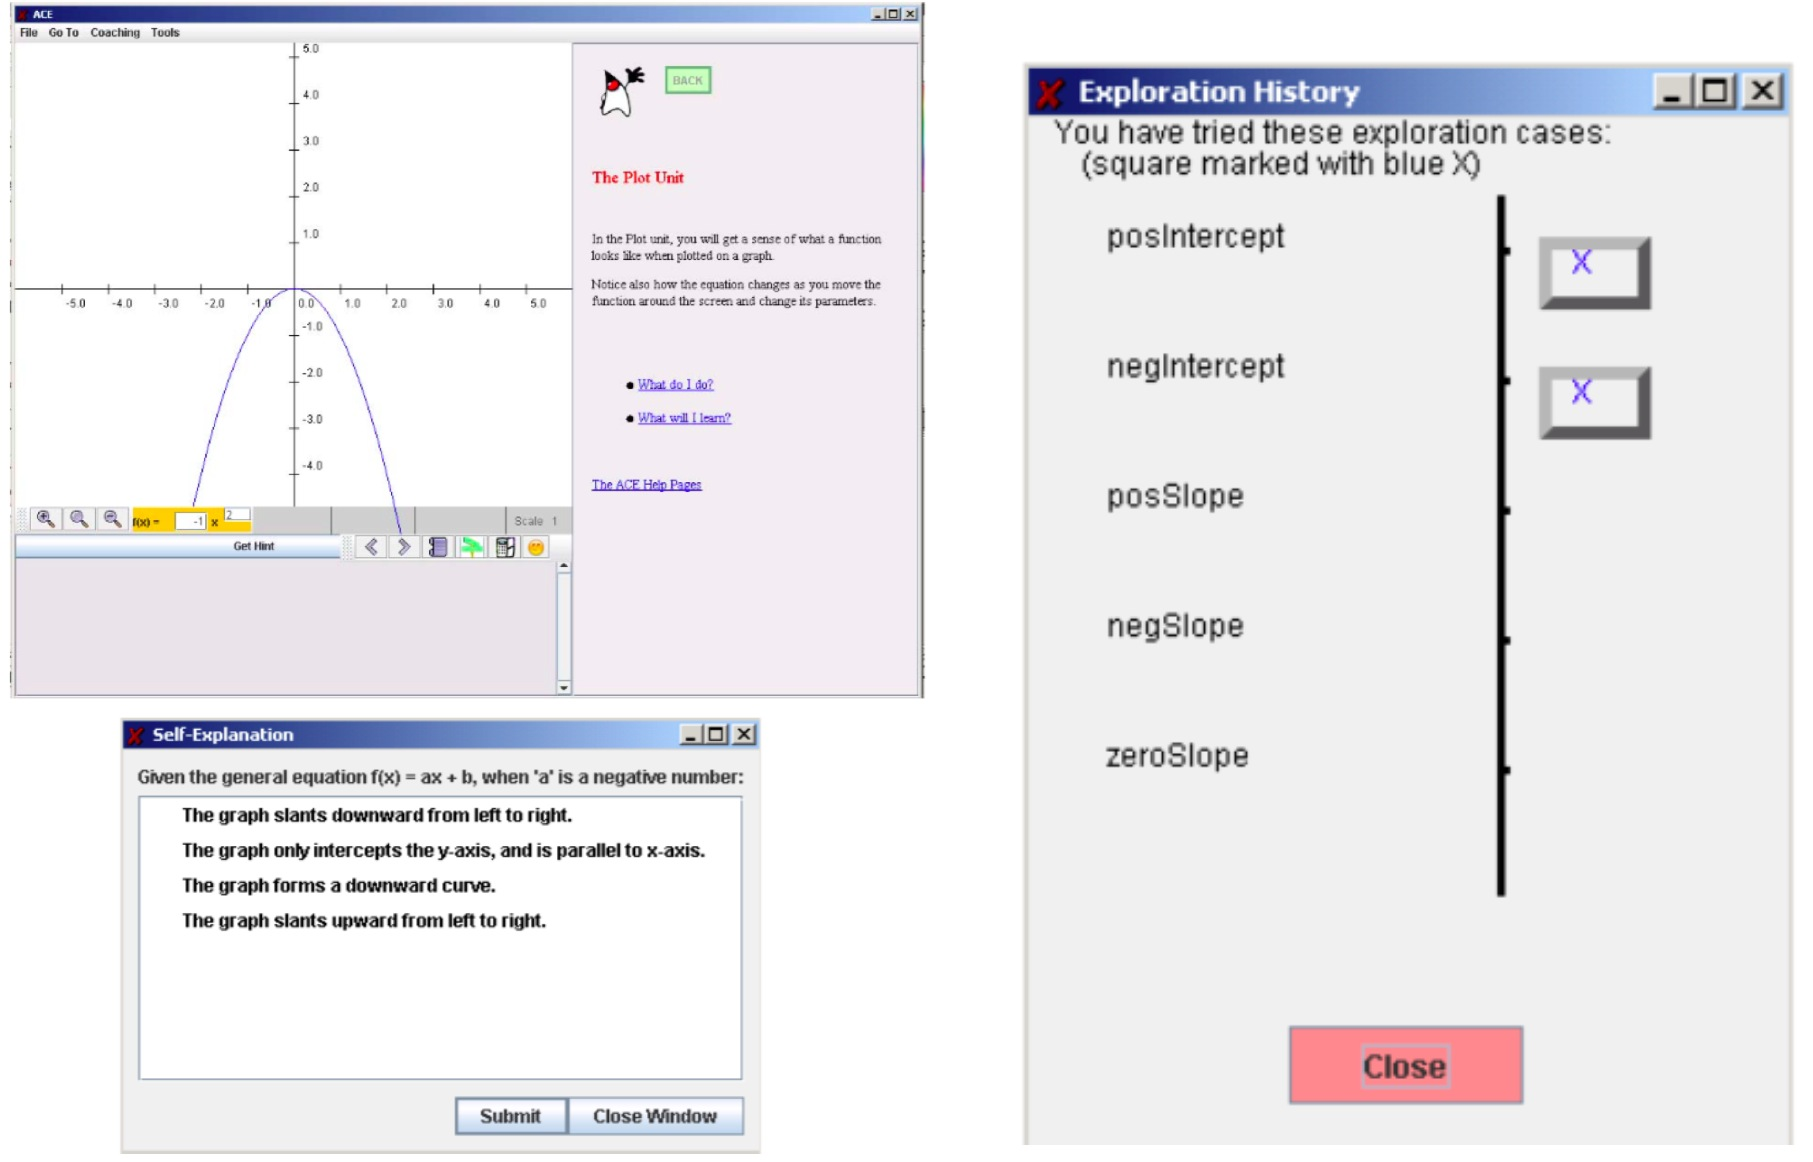 ACE
File Go To Coaching Tools
5.0
4.0
3.0
2.0
1.0
-5.0 -4.0 -3.0 -2.0 -1.0 0.0 1.0 2.0 3.0 4.0 5.0
-1.0
-2.0
-3.0
-4.0
f(x) = -1 x 2
Scale 1
Get Hint
BACK
The Plot Unit
In the Plot unit, you will get a sense of what a function
looks like when plotted on a graph.
Notice also how the equation changes as you move the
function around the screen and change its parameters.
What do I do?
What will I learn?
The ACE Help Pages
Self-Explanation
Given the general equation f(x) = ax + b, when 'a' is a negative number:
The graph slants downward from left to right.
The graph only intercepts the y-axis, and is parallel to x-axis.
The graph forms a downward curve.
The graph slants upward from left to right.
Submit Close Window
Exploration History
You have tried these exploration cases:
(square marked with blue X)
posIntercept X
negIntercept X
posSlope
negSlope
zeroSlope
Close